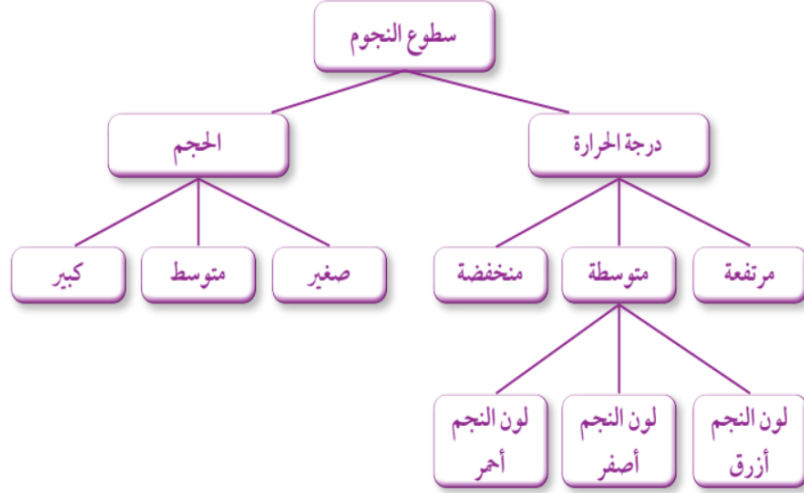 سطوع النجوم
درجة الحرارة
الحجم
مرتفعة
متوسطة
منخفضة
صغير
متوسط
كبير
لون النجم
أزرق
لون النجم
أصفر
لون النجم
أحمر